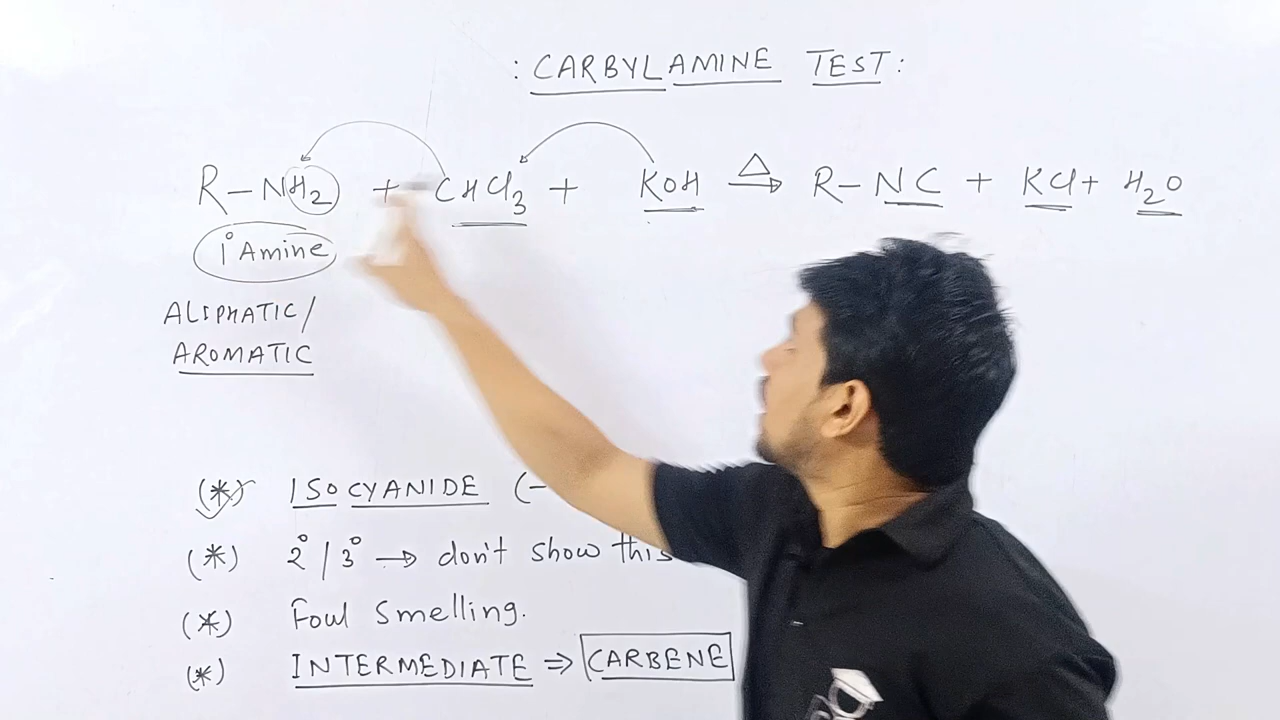 : CARBYLAMINE TEST :
R–NH₂ + CHCl₃ + KOH —△→ R–NC + KCl + H₂O
1° Amine
ALIPHATIC/
AROMATIC
(*) ISOCYANIDE (–
(*) 2°/3° → don't show this
(*) Foul Smelling.
(*) INTERMEDIATE ⇒ CARBENE